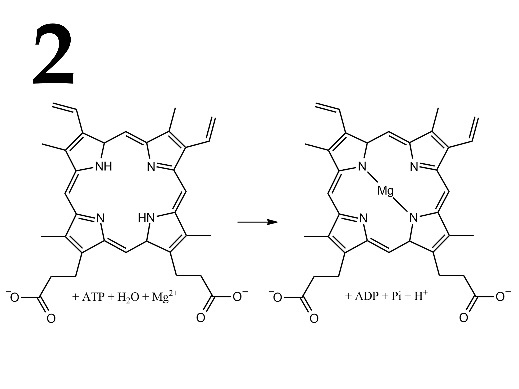 2
NH N
N HN
⁻O O O O⁻
+ ATP + H₂O + Mg²⁺
N N
Mg
N N
⁻O O O O⁻
+ ADP + Pi − H⁺